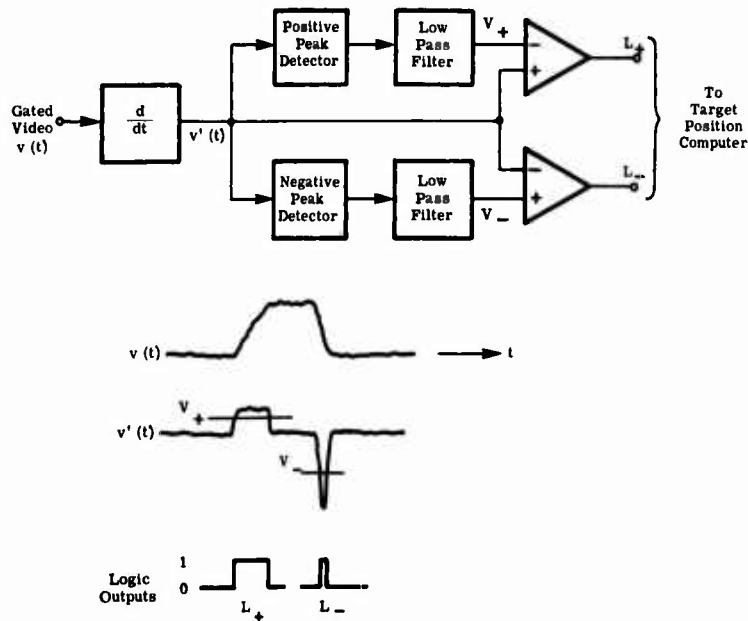 Positive
Peak
Detector
Low
Pass
Filter
V+
−
+
L+
Gated
Video
v (t)
d
dt
v' (t)
To
Target
Position
Computer
Negative
Peak
Detector
Low
Pass
Filter
V−
−
+
L−
v (t)
t
V+
v' (t)
V−
Logic
Outputs
1
0
L+
L−